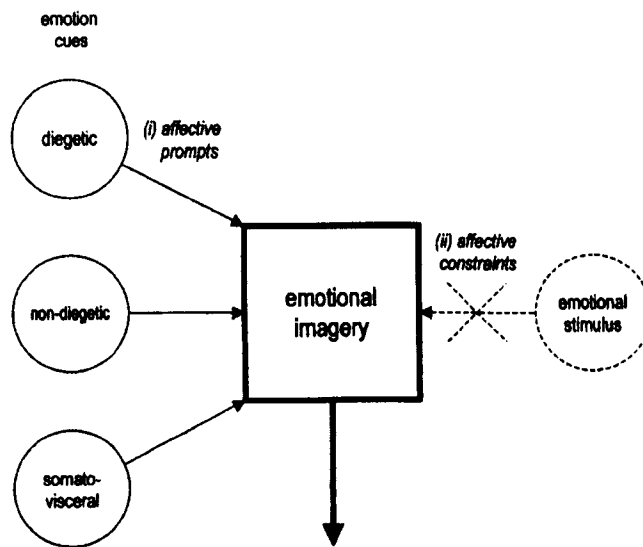 emotion
cues
diegetic
(i) affective
prompts
non-diegetic
emotional
imagery
(ii) affective
constraints
emotional
stimulus
somato-
visceral